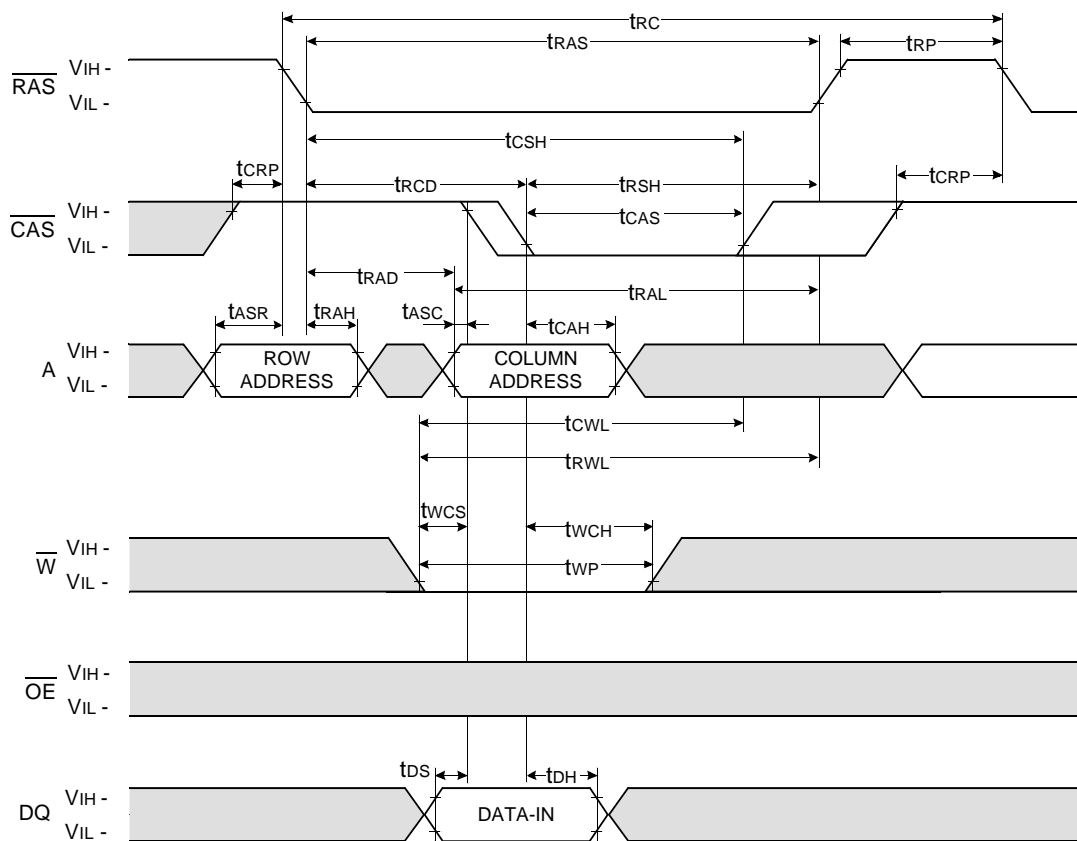 tRC
tRAS
tRP
RAS
VIH -
VIL -
tCSH
tCRP
tRCD
tRSH
tCRP
CAS
VIH -
VIL -
tCAS
tRAD
tRAL
tASR
tRAH
tASC
tCAH
A
VIH -
VIL -
ROW
ADDRESS
COLUMN
ADDRESS
tCWL
tRWL
tWCS
tWCH
W
VIH -
VIL -
tWP
OE
VIH -
VIL -
tDS
tDH
DQ
VIH -
VIL -
DATA-IN